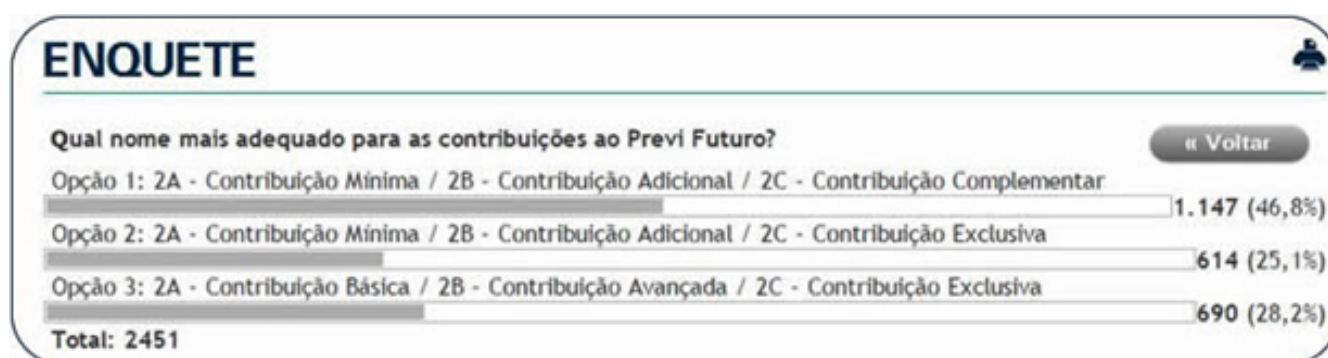 ENQUETE
Qual nome mais adequado para as contribuições ao Previ Futuro?
« Voltar
Opção 1: 2A - Contribuição Mínima / 2B - Contribuição Adicional / 2C - Contribuição Complementar
1.147 (46,8%)
Opção 2: 2A - Contribuição Mínima / 2B - Contribuição Adicional / 2C - Contribuição Exclusiva
614 (25,1%)
Opção 3: 2A - Contribuição Básica / 2B - Contribuição Avançada / 2C - Contribuição Exclusiva
690 (28,2%)
Total: 2451